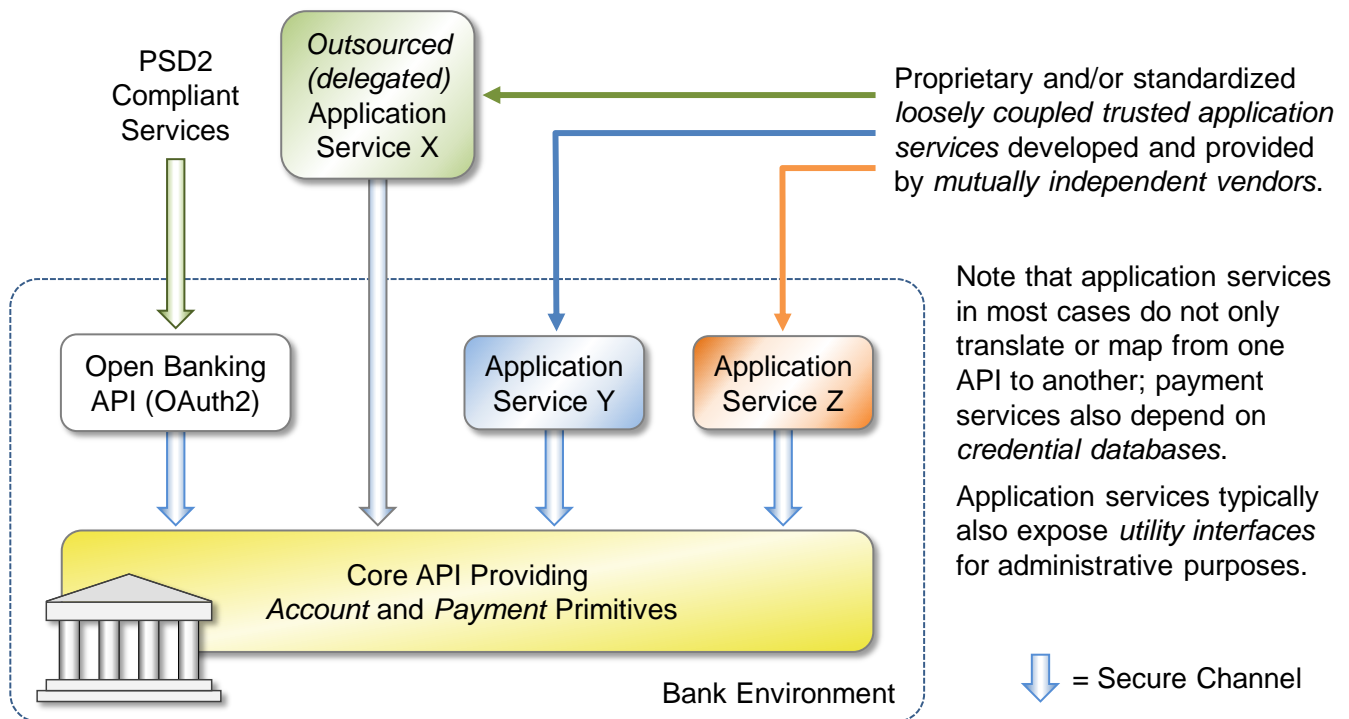 PSD2
Compliant
Services
Outsourced
(delegated)
Application
Service X
Proprietary and/or standardized
loosely coupled trusted application
services developed and provided
by mutually independent vendors.
Open Banking
API (OAuth2)
Application
Service Y
Application
Service Z
Note that application services
in most cases do not only
translate or map from one
API to another; payment
services also depend on
credential databases.
Application services typically
also expose utility interfaces
for administrative purposes.
Core API Providing
Account and Payment Primitives
Bank Environment
= Secure Channel